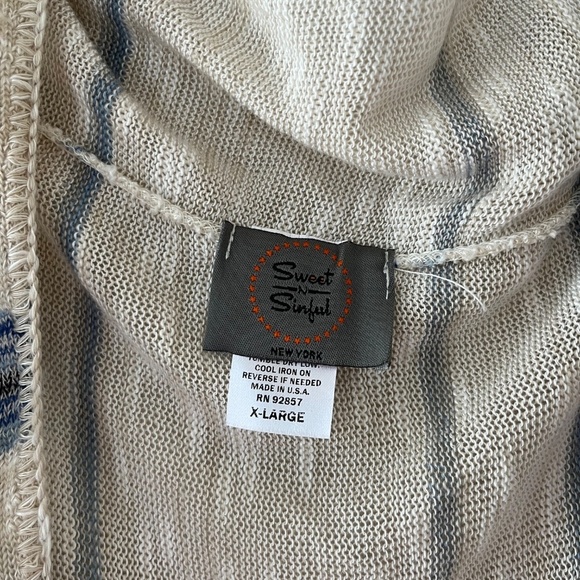 Sweet
N
Sinful
NEW YORK
TUMBLE DRY LOW.
COOL IRON ON
REVERSE IF NEEDED
MADE IN U.S.A.
RN 92857
X-LARGE